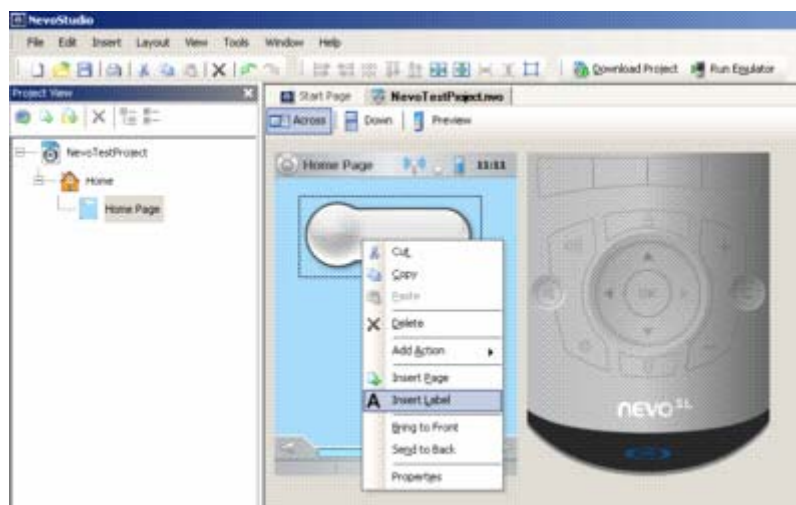 NevoStudio
File Edit Insert Layout View Tools Window Help
Download Project Run Emulator
Project View
Start Page NevoTestProject.nvo
Across Down Preview
NevoTestProject
Home
Home Page
Home Page 11:11
Cut
Copy
Paste
Delete
Add Action
Insert Page
A Insert Label
Bring to Front
Send to Back
Properties
OK
nevo SL